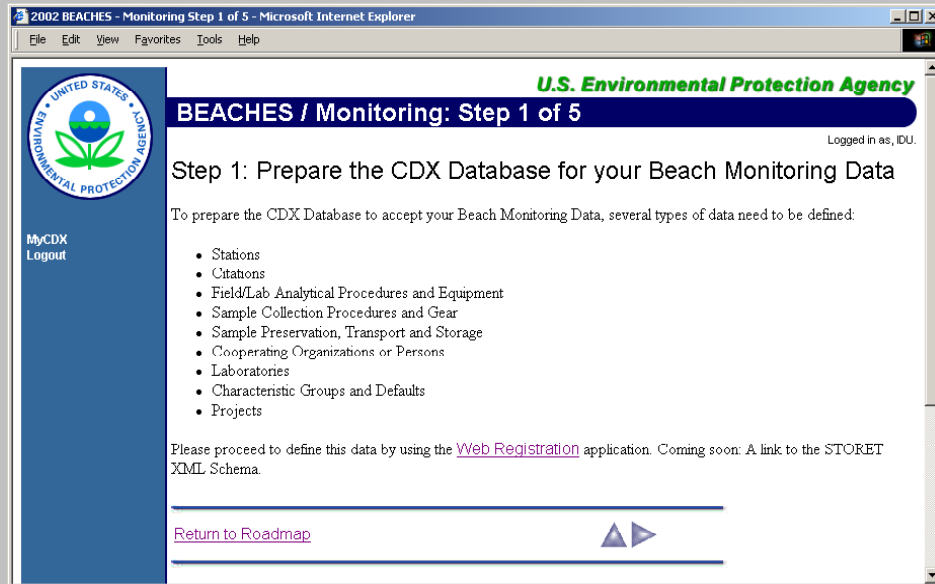 2002 BEACHES - Monitoring Step 1 of 5 - Microsoft Internet Explorer
File Edit View Favorites Tools Help
UNITED STATES ENVIRONMENTAL PROTECTION AGENCY
U.S. Environmental Protection Agency
BEACHES / Monitoring: Step 1 of 5
Logged in as, IDU.
MyCDX
Logout
Step 1: Prepare the CDX Database for your Beach Monitoring Data
To prepare the CDX Database to accept your Beach Monitoring Data, several types of data need to be defined:
• Stations
• Citations
• Field/Lab Analytical Procedures and Equipment
• Sample Collection Procedures and Gear
• Sample Preservation, Transport and Storage
• Cooperating Organizations or Persons
• Laboratories
• Characteristic Groups and Defaults
• Projects
Please proceed to define this data by using the Web Registration application. Coming soon: A link to the STORET
XML Schema.
Return to Roadmap